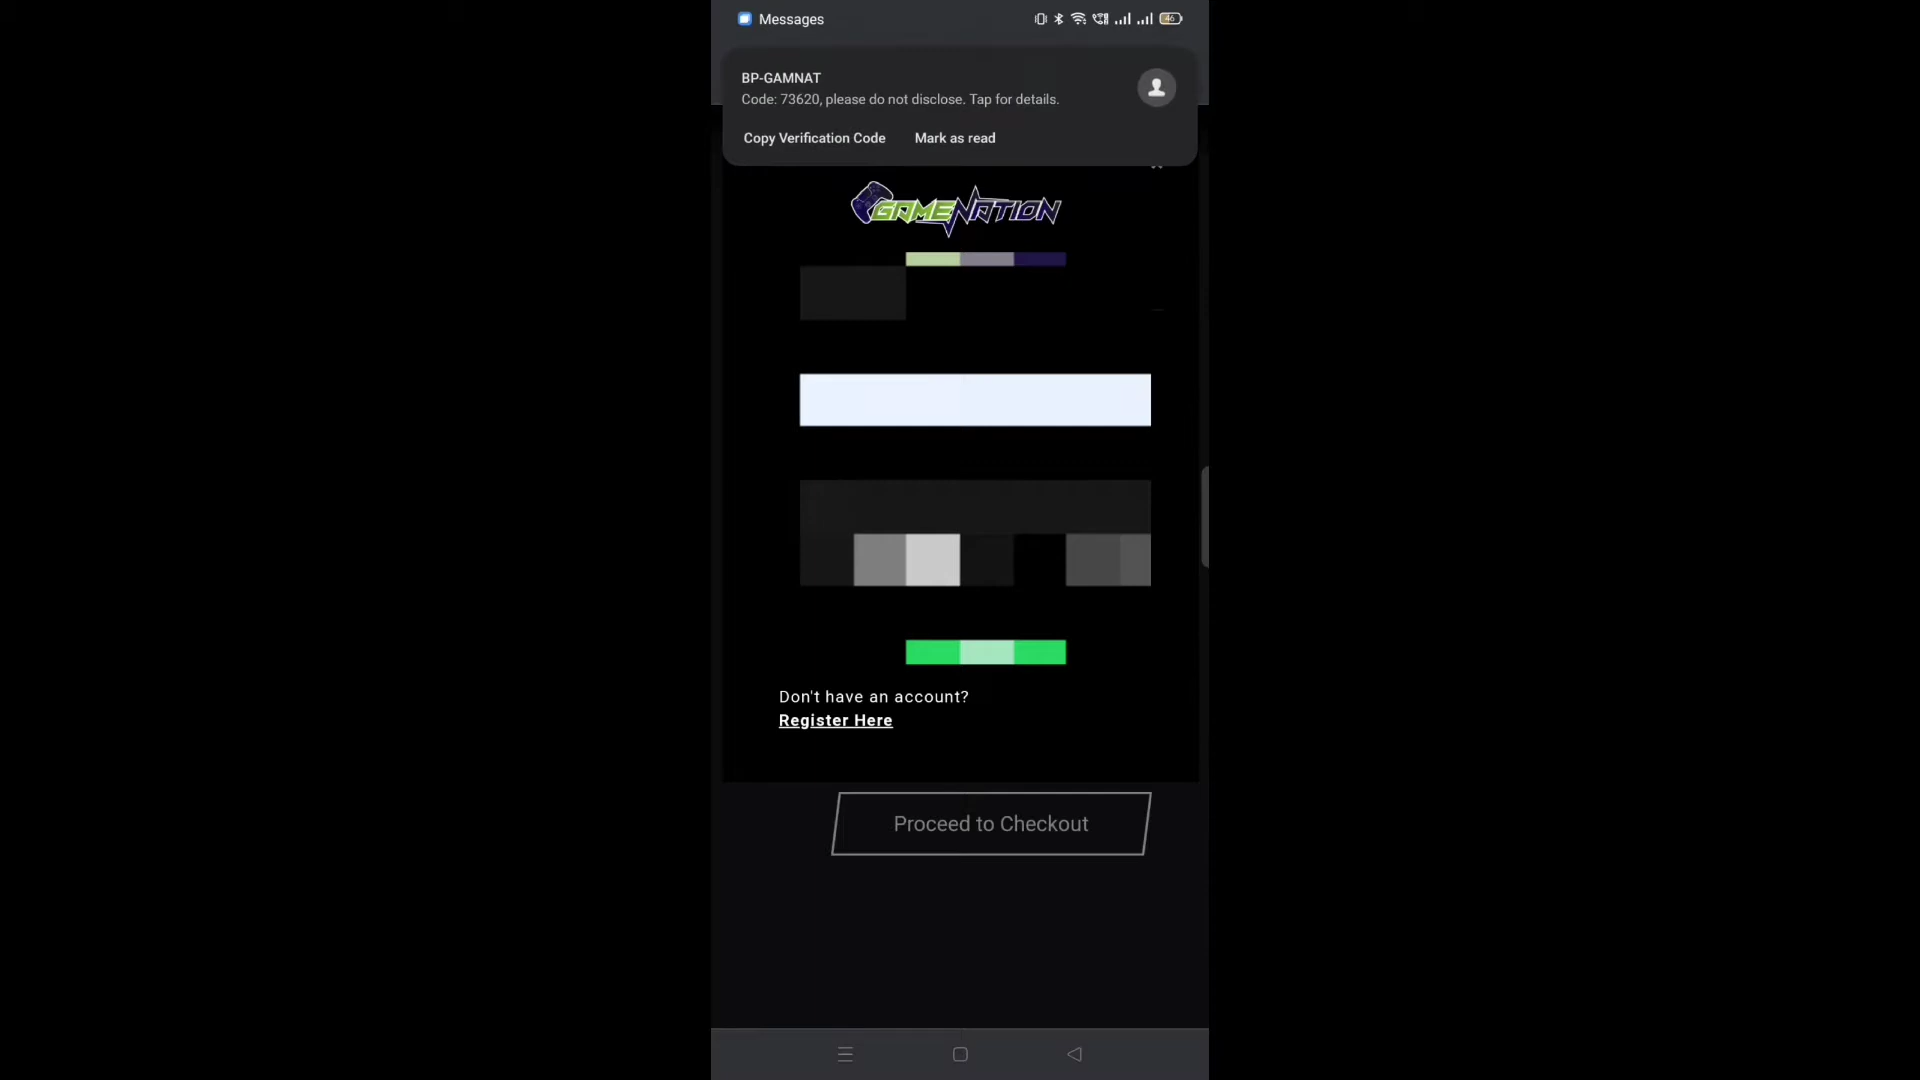 Messages
46
BP-GAMNAT
Code: 73620, please do not disclose. Tap for details.
Copy Verification Code Mark as read
GAMENATION
Don't have an account?
Register Here
Proceed to Checkout